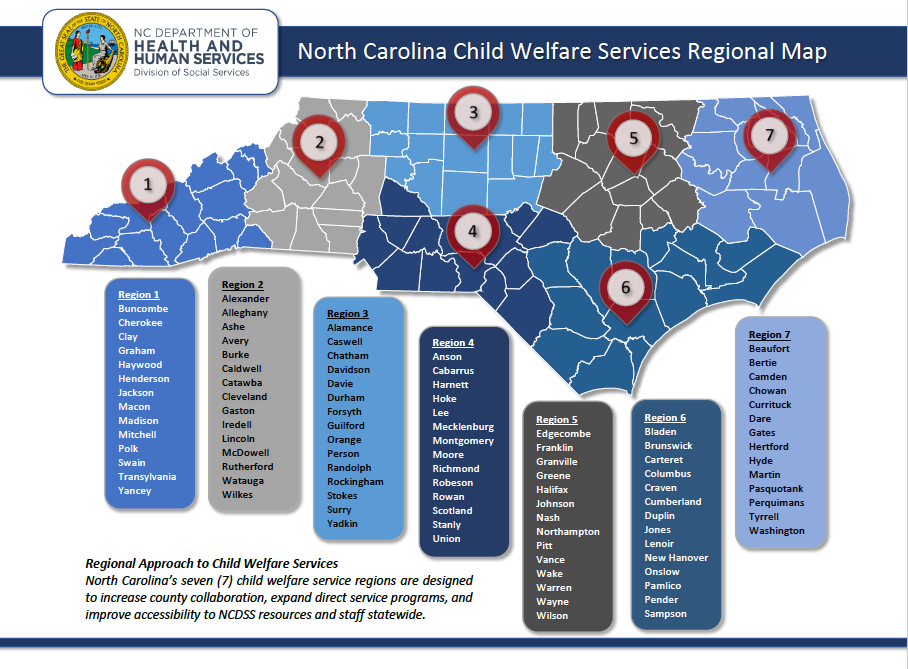 NC DEPARTMENT OF
HEALTH AND
HUMAN SERVICES
Division of Social Services
North Carolina Child Welfare Services Regional Map
1
2
3
4
5
6
7
Region 1
Buncombe
Cherokee
Clay
Graham
Haywood
Henderson
Jackson
Macon
Madison
Mitchell
Polk
Swain
Transylvania
Yancey
Region 2
Alexander
Alleghany
Ashe
Avery
Burke
Caldwell
Catawba
Cleveland
Gaston
Iredell
Lincoln
McDowell
Rutherford
Watauga
Wilkes
Region 3
Alamance
Caswell
Chatham
Davidson
Davie
Durham
Forsyth
Guilford
Orange
Person
Randolph
Rockingham
Stokes
Surry
Yadkin
Region 4
Anson
Cabarrus
Harnett
Hoke
Lee
Mecklenburg
Montgomery
Moore
Richmond
Robeson
Rowan
Scotland
Stanly
Union
Region 5
Edgecombe
Franklin
Granville
Greene
Halifax
Johnson
Nash
Northampton
Pitt
Vance
Wake
Warren
Wayne
Wilson
Region 6
Bladen
Brunswick
Carteret
Columbus
Craven
Cumberland
Duplin
Jones
Lenoir
New Hanover
Onslow
Pamlico
Pender
Sampson
Region 7
Beaufort
Bertie
Camden
Chowan
Currituck
Dare
Gates
Hertford
Hyde
Martin
Pasquotank
Perquimans
Tyrrell
Washington
Regional Approach to Child Welfare Services
North Carolina's seven (7) child welfare service regions are designed
to increase county collaboration, expand direct service programs, and
improve accessibility to NCDSS resources and staff statewide.